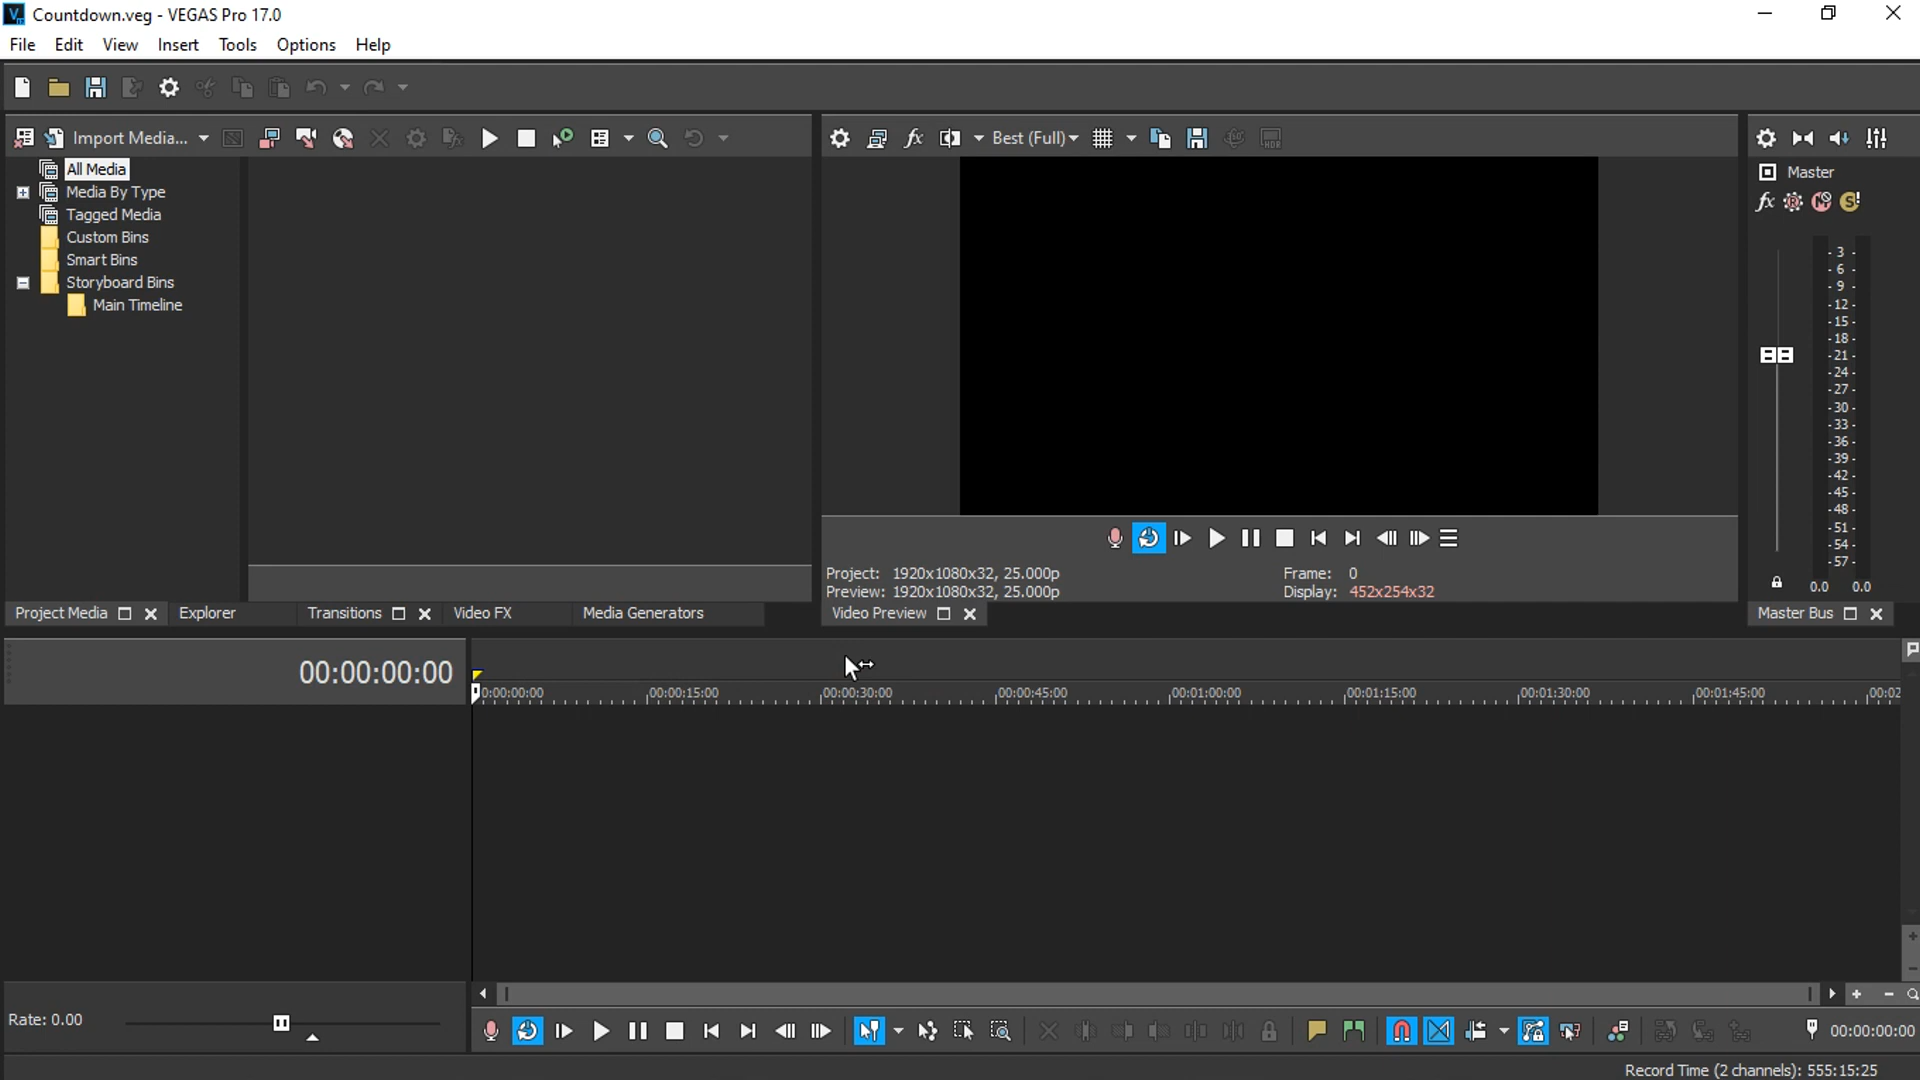 Countdown.veg - VEGAS Pro 17.0
File Edit View Insert Tools Options Help
Import Media...
Best (Full)
All Media
Media By Type
Tagged Media
Custom Bins
Smart Bins
Storyboard Bins
Main Timeline
Master
-3-
-6-
-9-
-12-
-15-
-18-
-21-
-24-
-27-
-30-
-33-
-36-
-39-
-42-
-45-
-48-
-51-
-54-
-57-
0.0 0.0
Project: 1920x1080x32, 25.000p
Frame: 0
Preview: 1920x1080x32, 25.000p
Display: 452x254x32
Project Media Explorer Transitions Video FX Media Generators
Video Preview
Master Bus
00:00:00:00
0:00:00:00 00:00:15:00 00:00:30:00 00:00:45:00 00:01:00:00 00:01:15:00 00:01:30:00 00:01:45:00 00:02
Rate: 0.00
00:00:00:00
Record Time (2 channels): 555:15:25